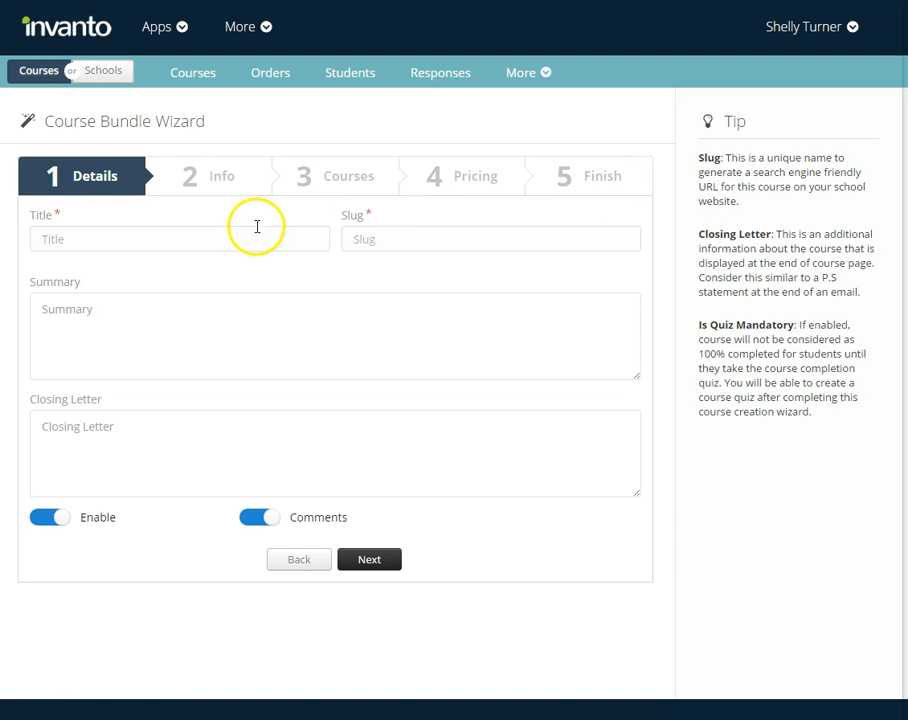 invanto Apps More Shelly Turner
Courses or Schools Courses Orders Students Responses More
Course Bundle Wizard
1 Details 2 Info 3 Courses 4 Pricing 5 Finish
Title * Slug *
Title Slug
Summary
Summary
Closing Letter
Closing Letter
Enable Comments
Back Next
Tip
Slug: This is a unique name to
generate a search engine friendly
URL for this course on your school
website.
Closing Letter: This is an additional
information about the course that is
displayed at the end of course page.
Consider this similar to a P.S
statement at the end of an email.
Is Quiz Mandatory: If enabled,
course will not be considered as
100% completed for students until
they take the course completion
quiz. You will be able to create a
course quiz after completing this
course creation wizard.